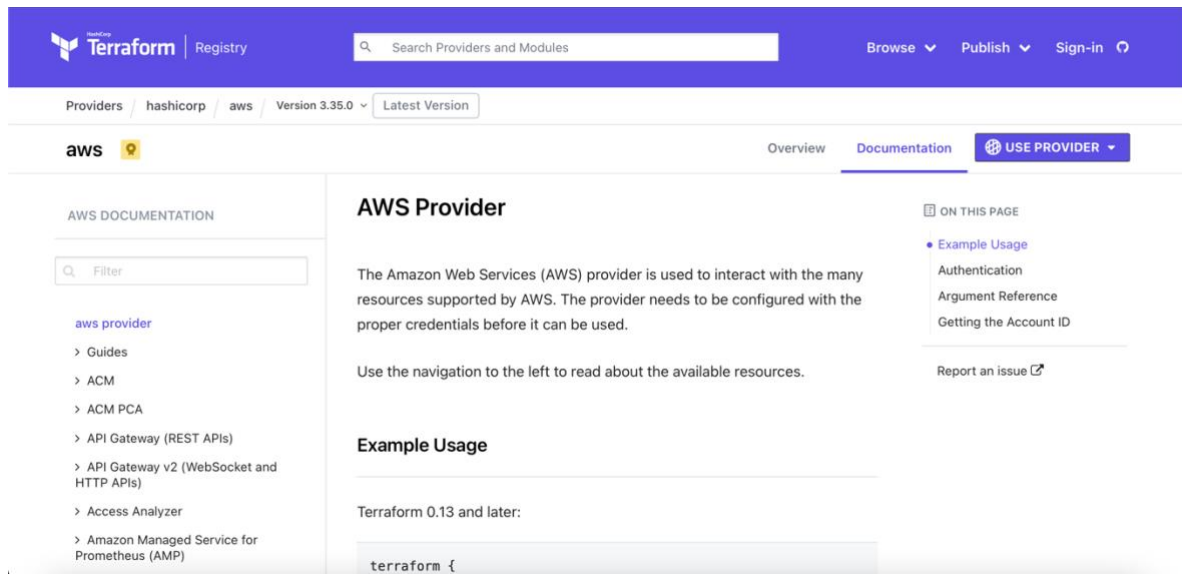 HashiCorp
Terraform | Registry
Search Providers and Modules
Browse
Publish
Sign-in
Providers / hashicorp / aws / Version 3.35.0
Latest Version
aws
Overview
Documentation
USE PROVIDER
AWS DOCUMENTATION
Filter
aws provider
> Guides
> ACM
> ACM PCA
> API Gateway (REST APIs)
> API Gateway v2 (WebSocket and
HTTP APIs)
> Access Analyzer
> Amazon Managed Service for
Prometheus (AMP)
AWS Provider
The Amazon Web Services (AWS) provider is used to interact with the many
resources supported by AWS. The provider needs to be configured with the
proper credentials before it can be used.
Use the navigation to the left to read about the available resources.
Example Usage
Terraform 0.13 and later:
terraform {
ON THIS PAGE
Example Usage
Authentication
Argument Reference
Getting the Account ID
Report an issue